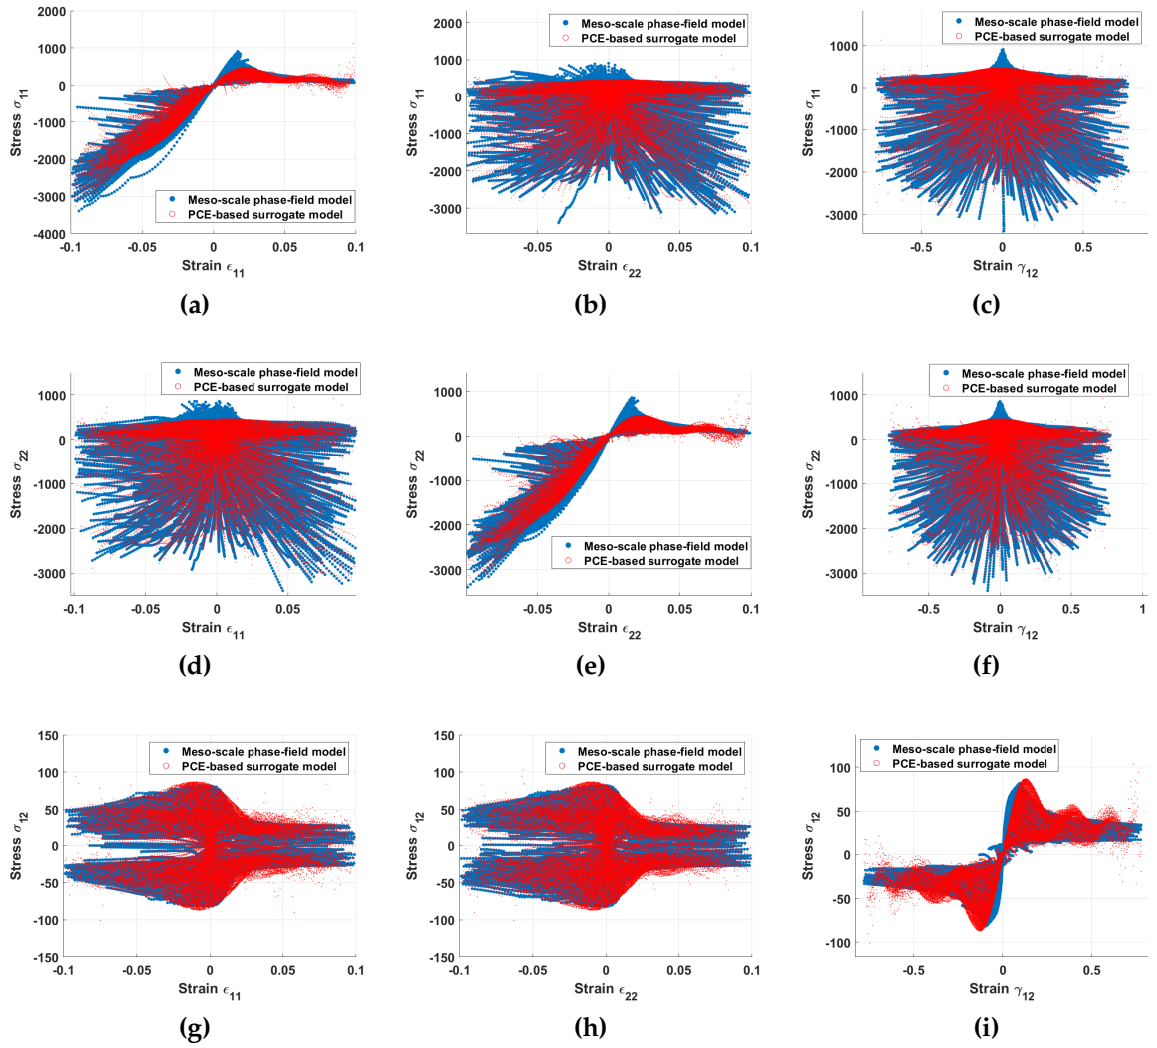 Meso-scale phase-field model
PCE-based surrogate model
2000
1000
0
-1000
-2000
-3000
-4000
-0.1
-0.05
0
0.05
0.1
Stress σ11
Strain ϵ11
(a)
Meso-scale phase-field model
PCE-based surrogate model
1000
0
-1000
-2000
-3000
-0.1
-0.05
0
0.05
0.1
Stress σ11
Strain ϵ22
(b)
Meso-scale phase-field model
PCE-based surrogate model
1000
0
-1000
-2000
-3000
-0.5
0
0.5
Stress σ11
Strain γ12
(c)
Meso-scale phase-field model
PCE-based surrogate model
1000
0
-1000
-2000
-3000
-0.1
-0.05
0
0.05
Stress σ22
Strain ϵ11
(d)
Meso-scale phase-field model
PCE-based surrogate model
1000
0
-1000
-2000
-3000
-0.05
0
0.05
0.1
Stress σ22
Strain ϵ22
(e)
Meso-scale phase-field model
PCE-based surrogate model
1000
0
-1000
-2000
-3000
-0.5
0
0.5
1
Stress σ22
Strain γ12
(f)
Meso-scale phase-field model
PCE-based surrogate model
150
100
50
0
-50
-100
-150
-0.1
-0.05
0
0.05
0.1
Stress σ12
Strain ϵ11
(g)
Meso-scale phase-field model
PCE-based surrogate model
150
100
50
0
-50
-100
-150
-0.1
-0.05
0
0.05
0.1
Stress σ12
Strain ϵ22
(h)
Meso-scale phase-field model
PCE-based surrogate model
100
50
0
-50
-100
-0.5
0
0.5
Stress σ12
Strain γ12
(i)